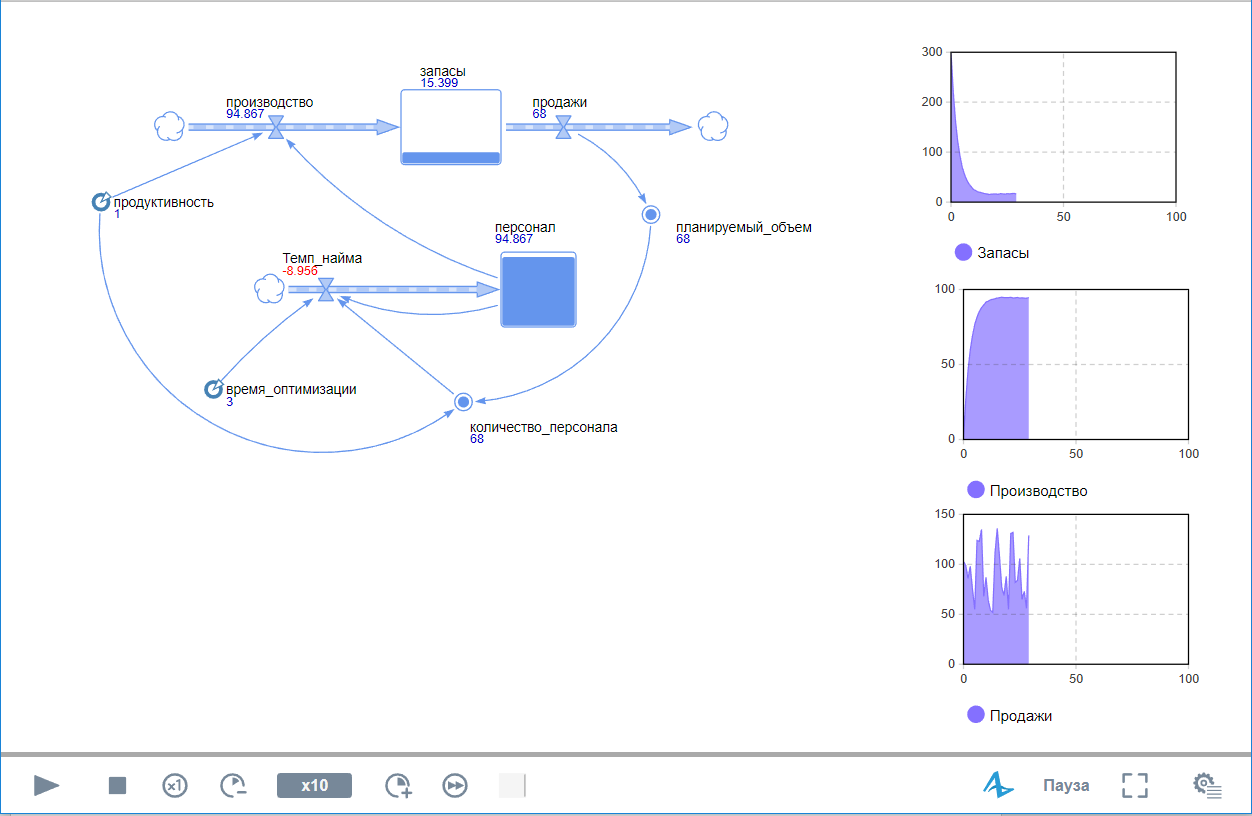 запасы
15.399
производство
94.867
продажи
68
продуктивность
1
персонал
94.867
планируемый_объем
68
Темп_найма
-8.956
время_оптимизации
3
количество_персонала
68
300
200
100
0
0
50
100
Запасы
100
50
0
0
50
100
Производство
150
100
50
0
0
50
100
Продажи
x1
x10
Пауза